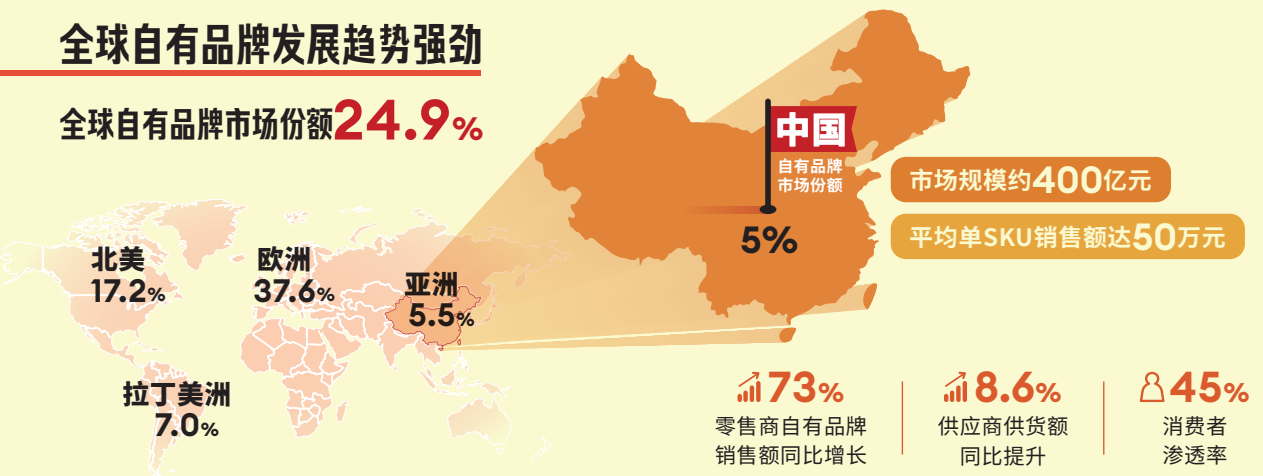 全球自有品牌发展趋势强劲
全球自有品牌市场份额24.9%
北美
17.2%
欧洲
37.6%
亚洲
5.5%
拉丁美洲
7.0%
中国
自有品牌
市场份额
5%
市场规模约400亿元
平均单SKU销售额达50万元
73%
零售商自有品牌
销售额同比增长
8.6%
供应商供货额
同比提升
45%
消费者
渗透率